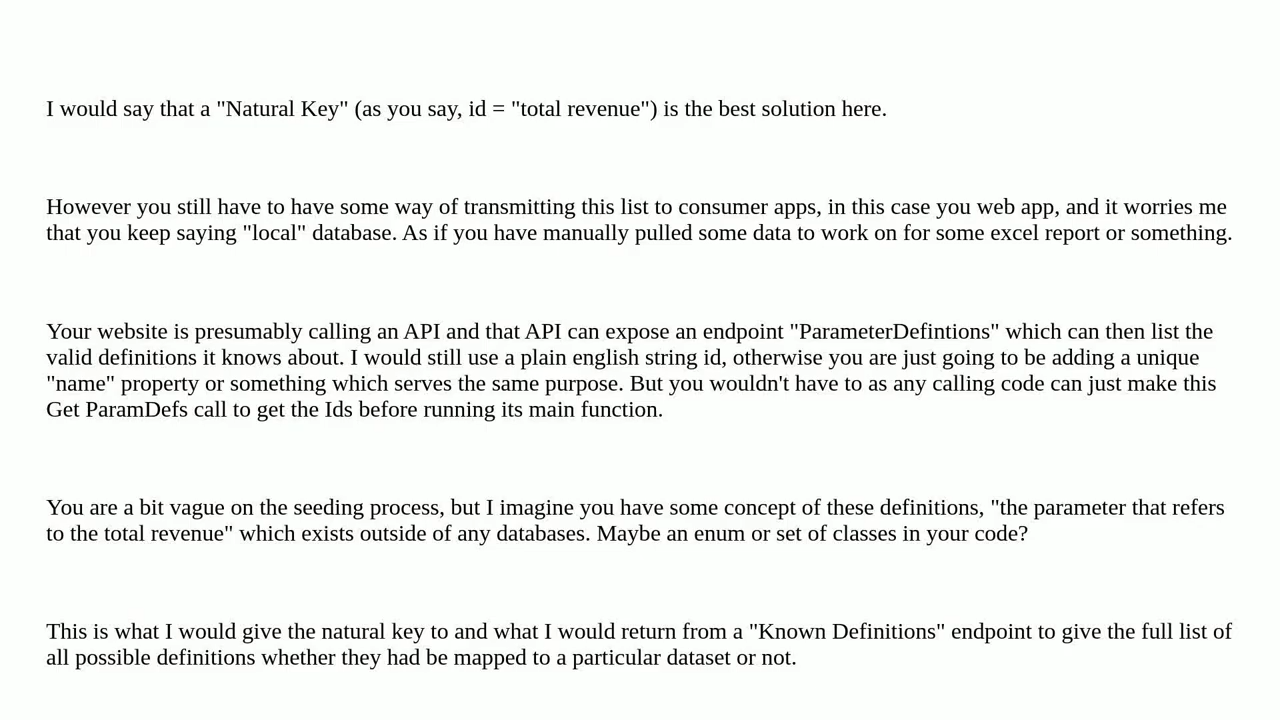 I would say that a "Natural Key" (as you say, id = "total revenue") is the best solution here.
However you still have to have some way of transmitting this list to consumer apps, in this case you web app, and it worries me
that you keep saying "local" database. As if you have manually pulled some data to work on for some excel report or something.
Your website is presumably calling an API and that API can expose an endpoint "ParameterDefintions" which can then list the
valid definitions it knows about. I would still use a plain english string id, otherwise you are just going to be adding a unique
"name" property or something which serves the same purpose. But you wouldn't have to as any calling code can just make this
Get ParamDefs call to get the Ids before running its main function.
You are a bit vague on the seeding process, but I imagine you have some concept of these definitions, "the parameter that refers
to the total revenue" which exists outside of any databases. Maybe an enum or set of classes in your code?
This is what I would give the natural key to and what I would return from a "Known Definitions" endpoint to give the full list of
all possible definitions whether they had be mapped to a particular dataset or not.